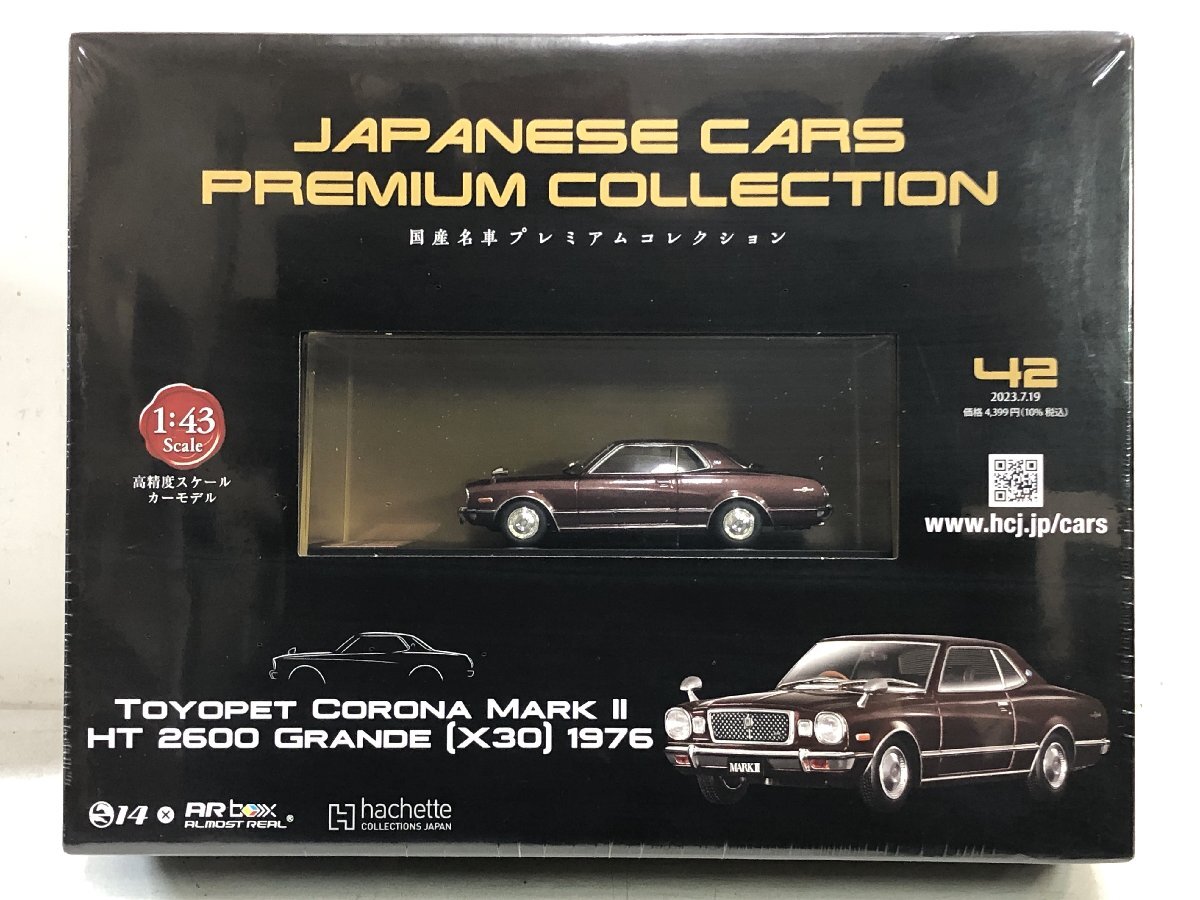 JAPANESE CARS
PREMIUM COLLECTION
国産名車プレミアムコレクション
1:43
Scale
高精度スケール
カーモデル
42
2023.7.19
価格 4,399円(10%税込)
www.hcj.jp/cars
TOYOPET CORONA MARK II
HT 2600 GRANDE (X30) 1976
MARK II
14 × ARbox
ALMOST REAL®
hachette
COLLECTIONS JAPAN